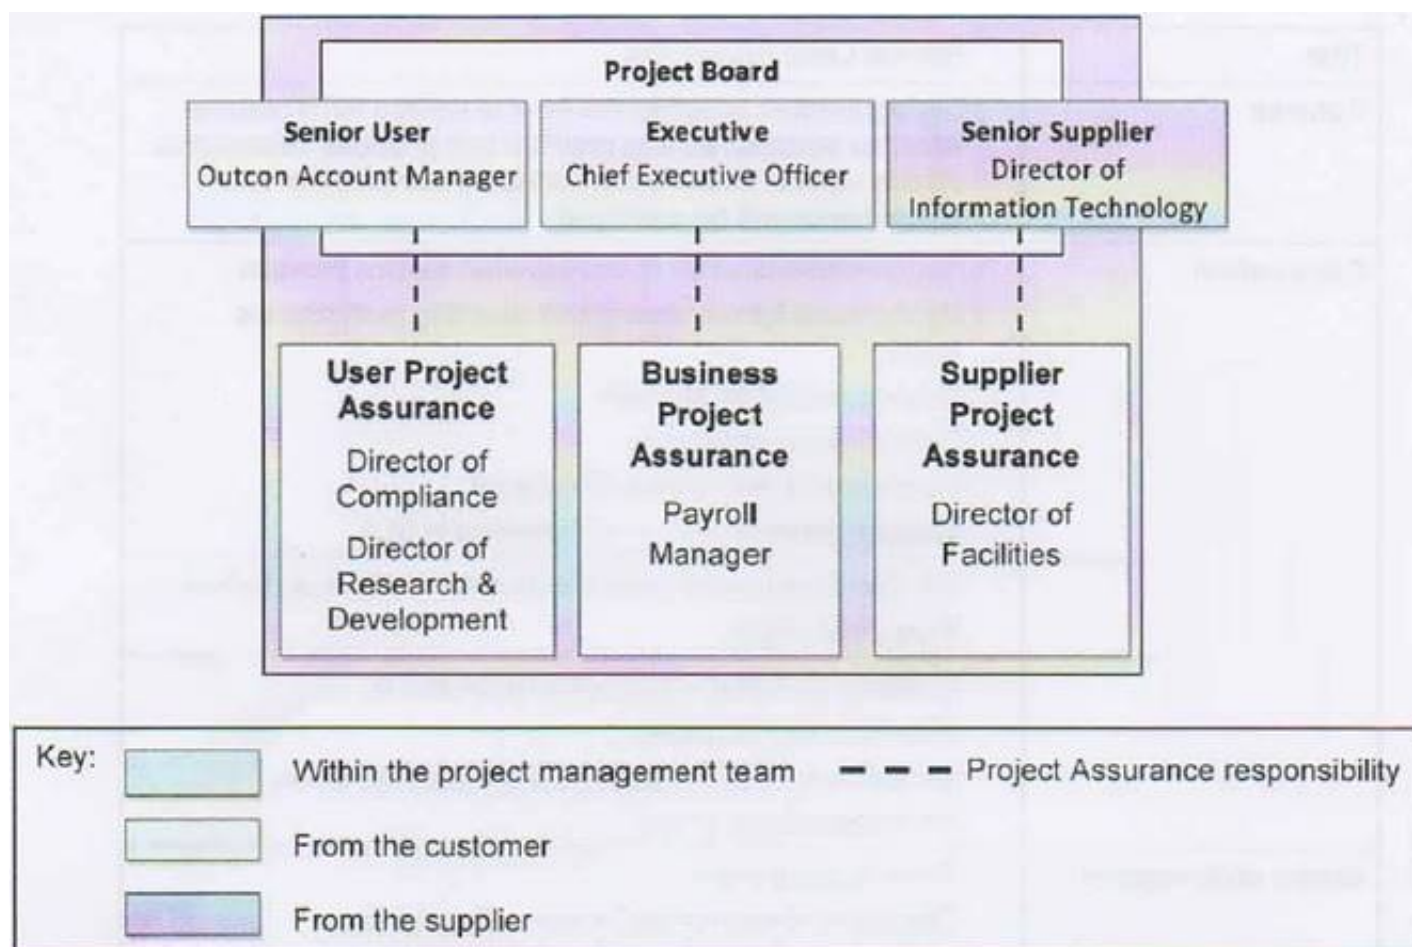 Project Board
Senior User
Outcon Account Manager
Executive
Chief Executive Officer
Senior Supplier
Director of
Information Technology
User Project
Assurance
Director of
Compliance
Director of
Research &
Development
Business
Project
Assurance
Payroll
Manager
Supplier
Project
Assurance
Director of
Facilities
Key:
Within the project management team
Project Assurance responsibility
From the customer
From the supplier